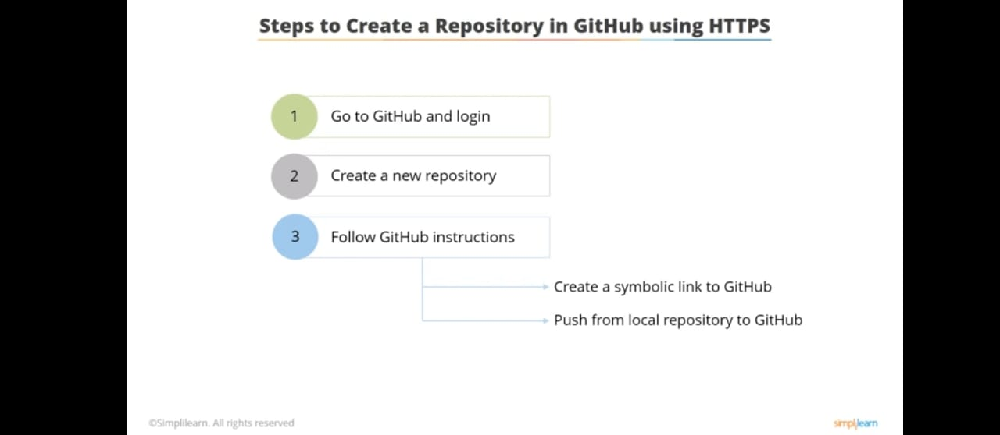 Steps to Create a Repository in GitHub using HTTPS
1 Go to GitHub and login
2 Create a new repository
3 Follow GitHub instructions
Create a symbolic link to GitHub
Push from local repository to GitHub
©Simplilearn. All rights reserved
simplilearn